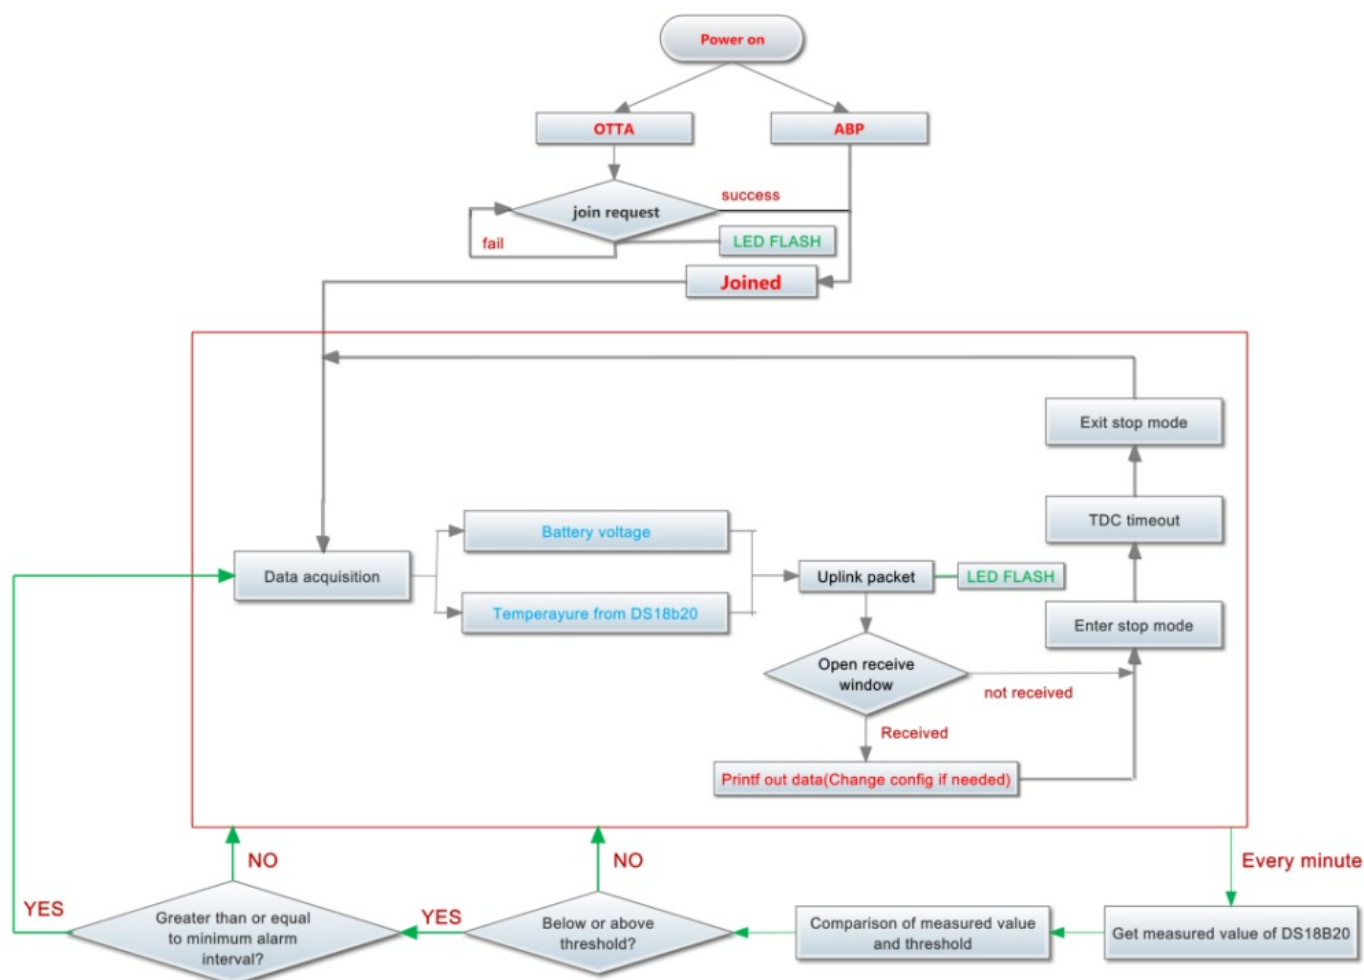 Power on
OTTA
ABP
success
join request
fail
LED FLASH
Joined
Exit stop mode
TDC timeout
Battery voltage
Data acquisition
Uplink packet
LED FLASH
Temperayure from DS18b20
Enter stop mode
Open receive
window
not received
Received
Printf out data(Change config if needed)
NO
NO
Every minute
YES
Greater than or equal
to minimum alarm
interval?
YES
Below or above
threshold?
Comparison of measured value
and threshold
Get measured value of DS18B20